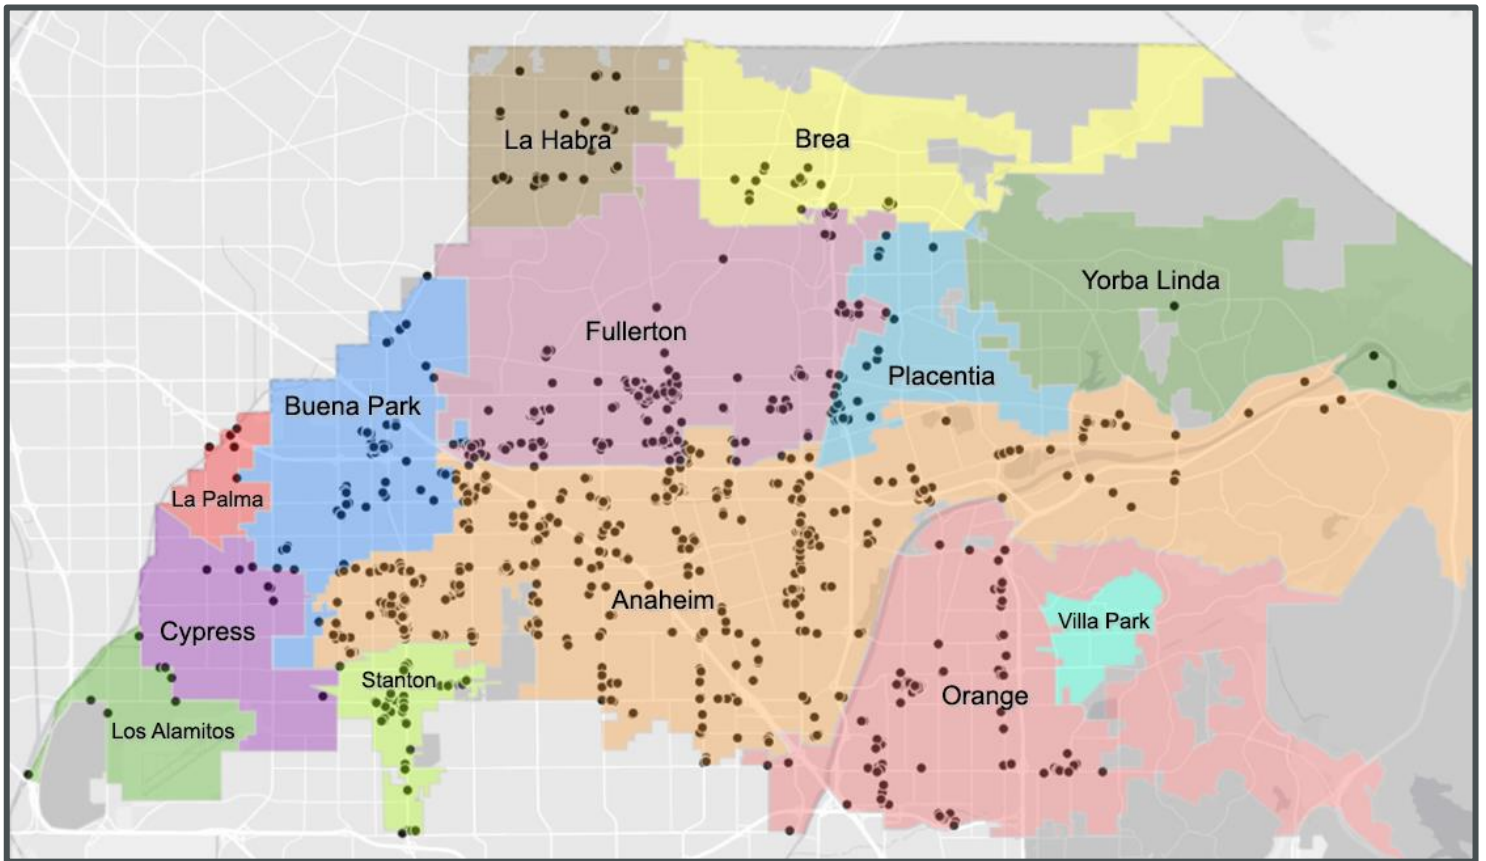 La Habra
Brea
Yorba Linda
Fullerton
Placentia
Buena Park
La Palma
Anaheim
Villa Park
Cypress
Stanton
Orange
Los Alamitos